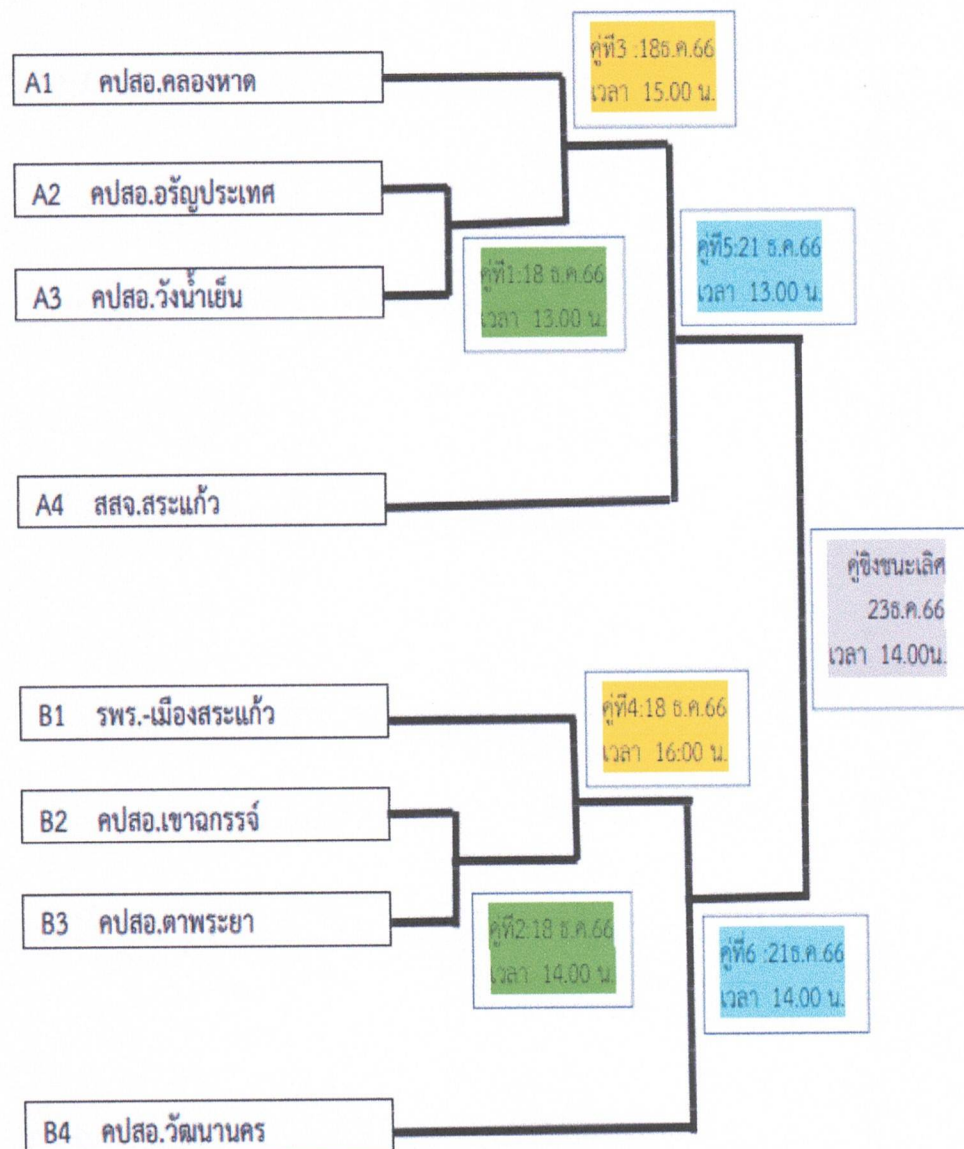 คู่ที่3 :18ธ.ค.66
เวลา 15.00 น.
A1 คปสอ.คลองหาด
A2 คปสอ.อรัญประเทศ
A3 คปสอ.วังน้ำเย็น
คู่ที่1:18 ธ.ค.66
เวลา 13.00 น.
คู่ที่5:21 ธ.ค.66
เวลา 13.00 น.
A4 สสจ.สระแก้ว
คู่ชิงชนะเลิศ
23ธ.ค.66
เวลา 14.00น.
B1 รพร.-เมืองสระแก้ว
คู่ที่4:18 ธ.ค.66
เวลา 16:00 น.
B2 คปสอ.เขาฉกรรจ์
B3 คปสอ.ตาพระยา
คู่ที่2:18 ธ.ค.66
เวลา 14.00 น.
คู่ที่6 :21ธ.ค.66
เวลา 14.00 น.
B4 คปสอ.วัฒนานคร